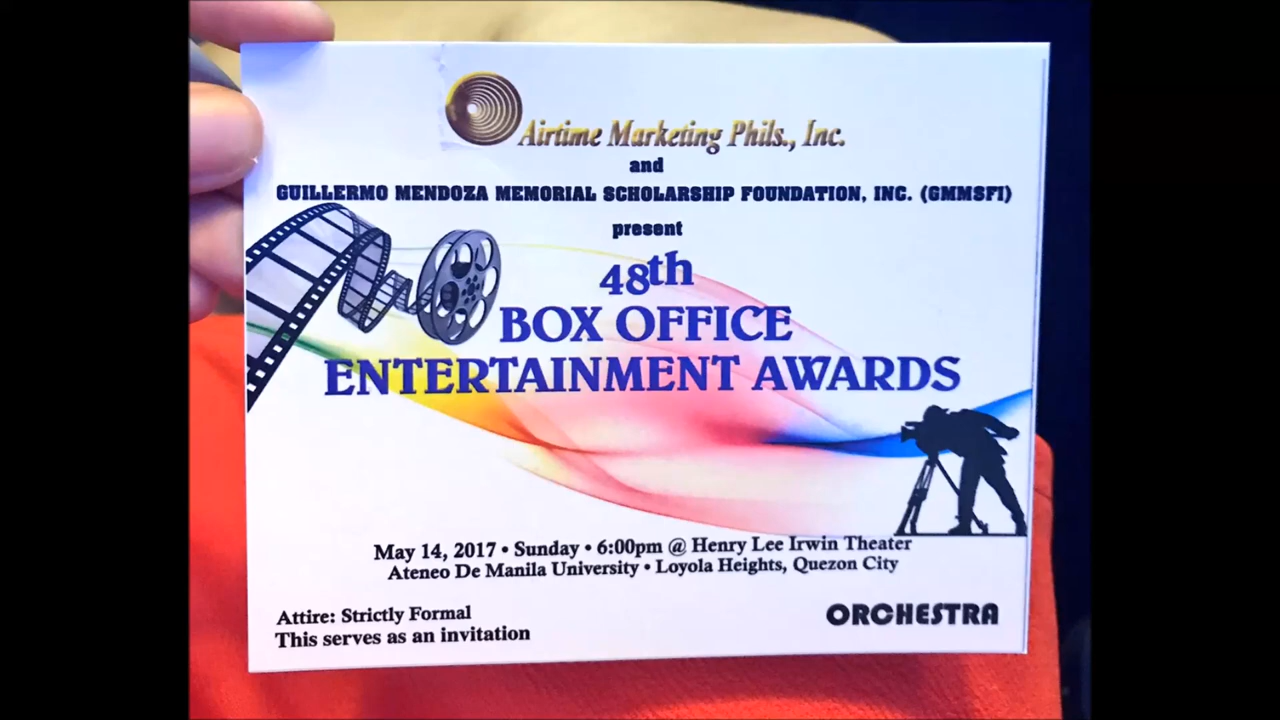 Airtime Marketing Phils., Inc.
and
GUILLERMO MENDOZA MEMORIAL SCHOLARSHIP FOUNDATION, INC. (GMMSFI)
present
48th
BOX OFFICE
ENTERTAINMENT AWARDS
May 14, 2017 • Sunday • 6:00pm @ Henry Lee Irwin Theater
Ateneo De Manila University • Loyola Heights, Quezon City
Attire: Strictly Formal
This serves as an invitation
ORCHESTRA